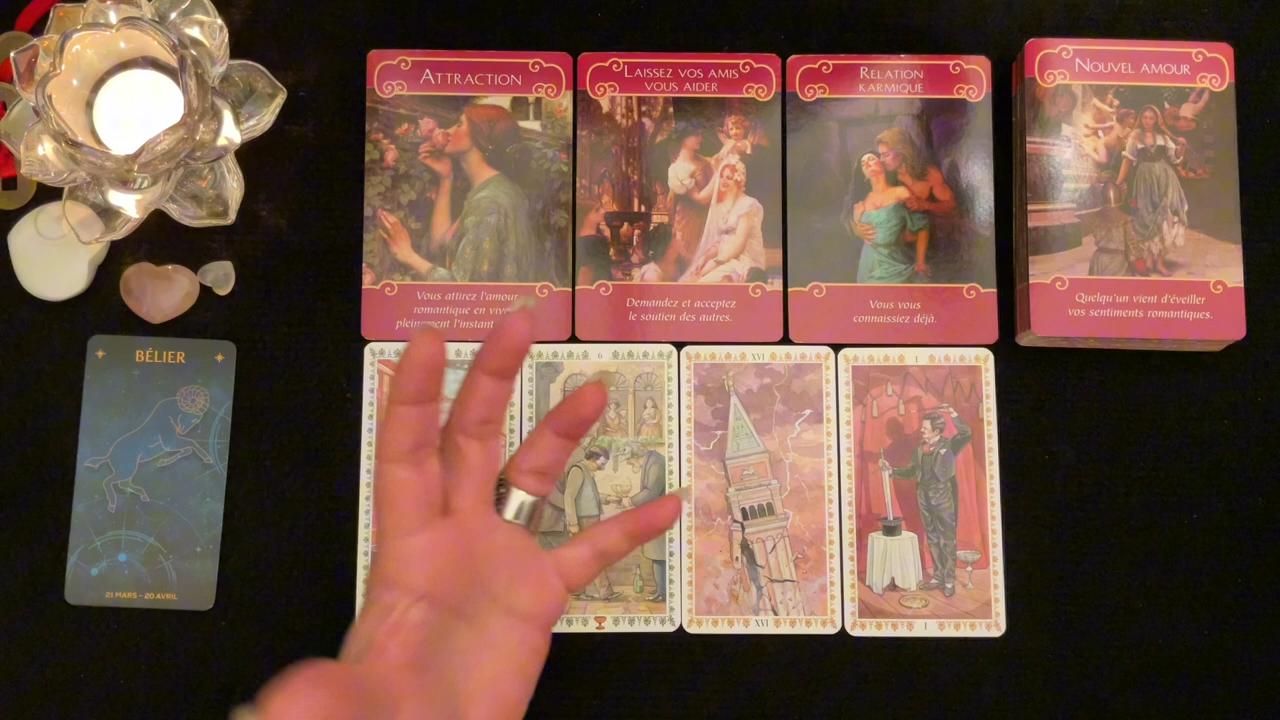 ATTRACTION
LAISSEZ VOS AMIS
VOUS AIDER
RELATION
KARMIQUE
NOUVEL AMOUR
Vous attirez l'amour
romantique en
pleinement l'instant
Demandez et acceptez
le soutien des autres.
Vous vous
connaissiez déjà.
Quelqu'un vient d'éveiller
vos sentiments romantiques.
BÉLIER
21 MARS - 20 AVRIL
6
XVI
I
XVI
I